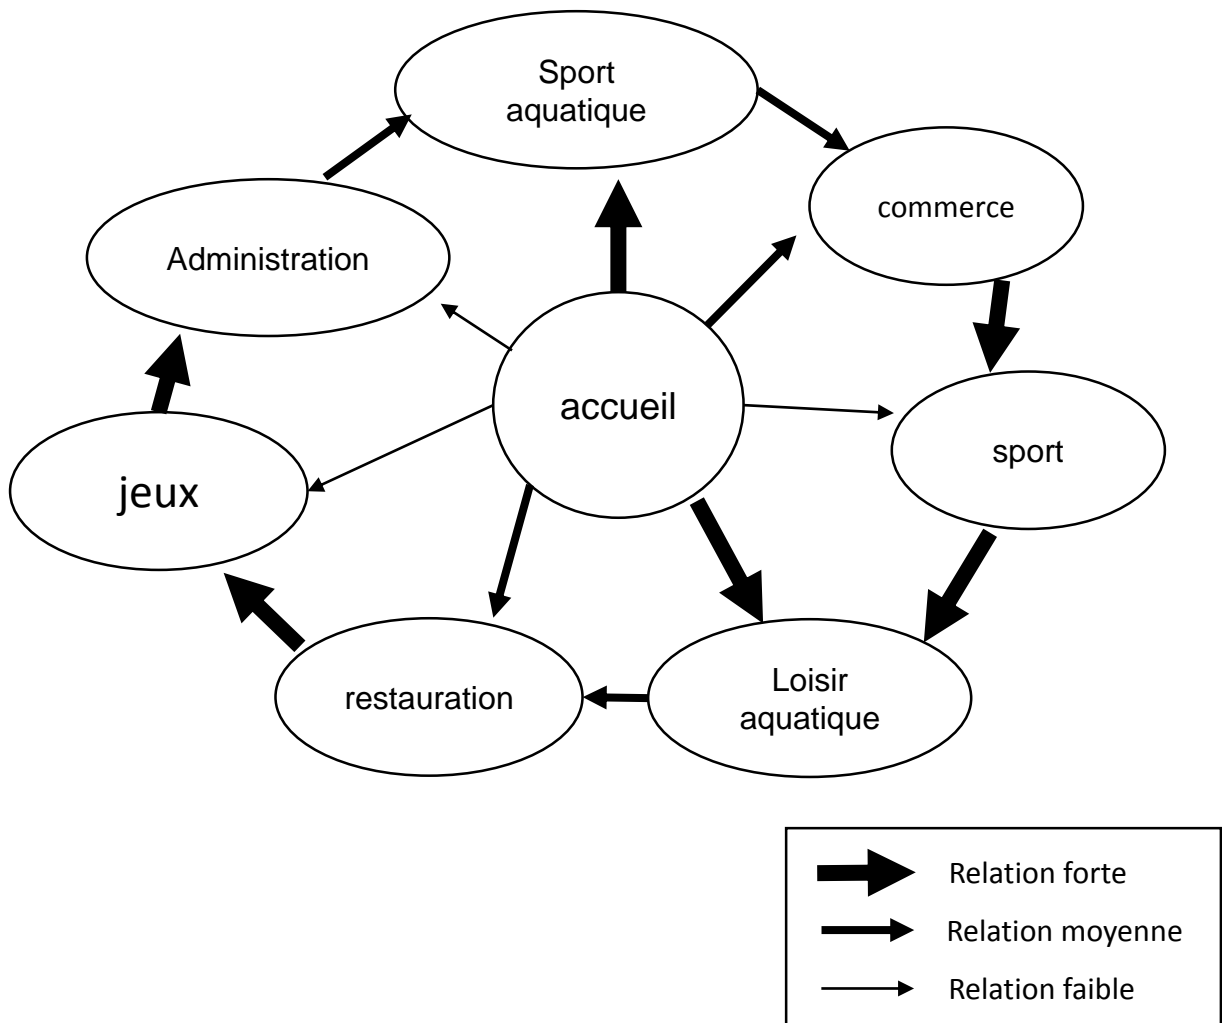 Sport
aquatique
commerce
Administration
accueil
sport
jeux
Loisir
aquatique
restauration
Relation forte
Relation moyenne
Relation faible